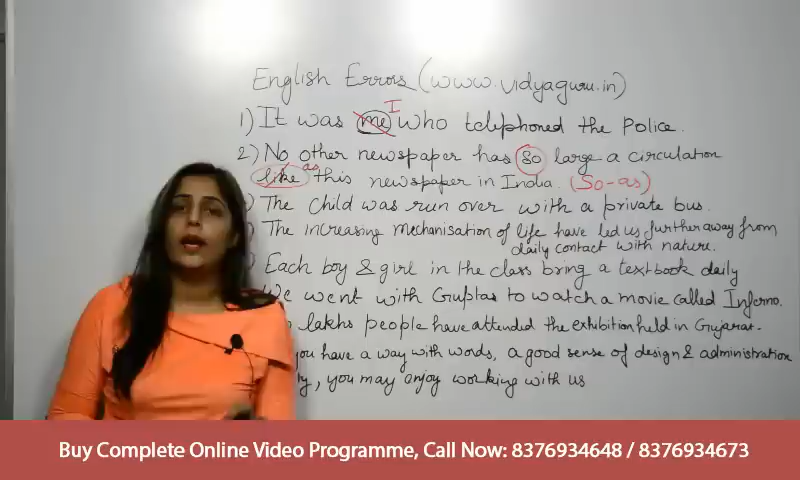 English Errors (www.vidyaguru.in)
1) It was me I who telephoned the Police.
2) No other newspaper has so large a circulation
like as this newspaper in India. (So-as)
) The child was run over with a private bus.
) The increasing mechanisation of life have led us further away from
daily contact with nature.
) Each boy & girl in the class bring a textbook daily
We went with Guptas to watch a movie called Inferno.
lakhs people have attended the exhibition held in Gujarat.
you have a way with words, a good sense of design & administration
you may enjoy working with us
Buy Complete Online Video Programme, Call Now: 8376934648 / 8376934673